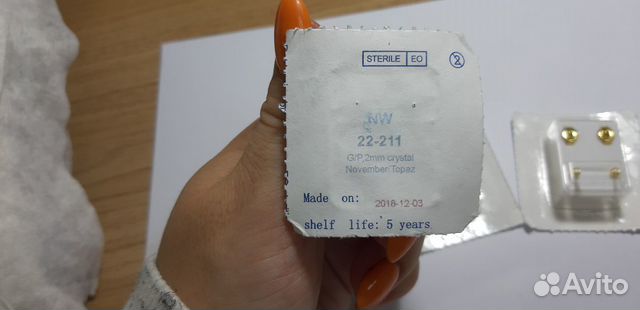 STERILE EO
NW
22-211
G/P,2mm crystal
November/Topaz
Made on: 2018-12-03
shelf life: 5 years
Avito